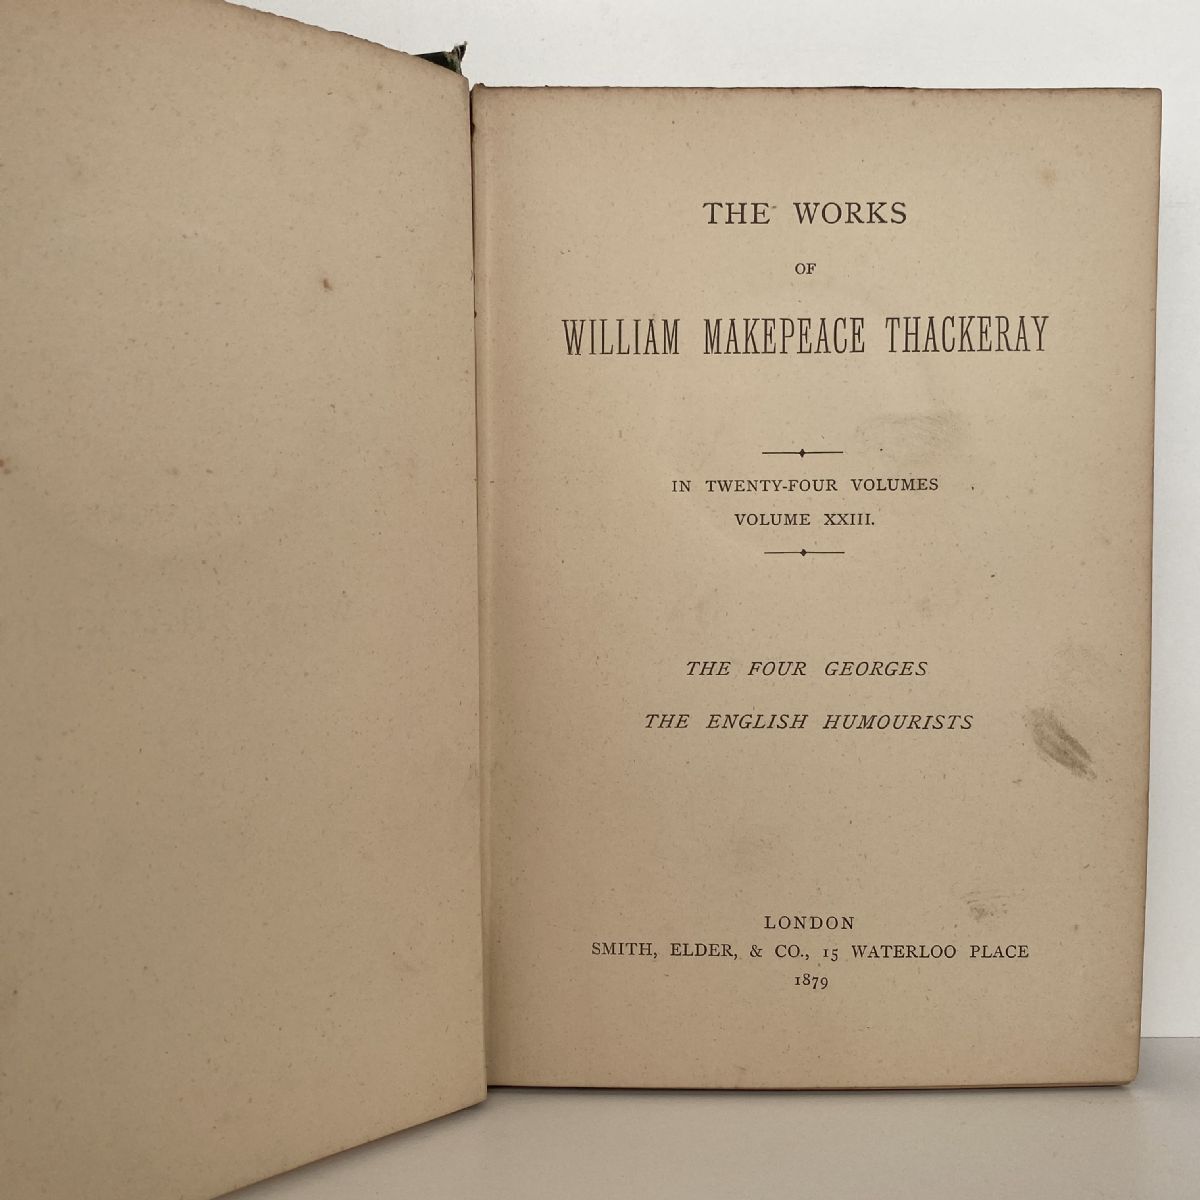 THE WORKS
OF
WILLIAM MAKEPEACE THACKERAY
IN TWENTY-FOUR VOLUMES
VOLUME XXIII.
THE FOUR GEORGES
THE ENGLISH HUMOURISTS
LONDON
SMITH, ELDER, & CO., 15 WATERLOO PLACE
1879